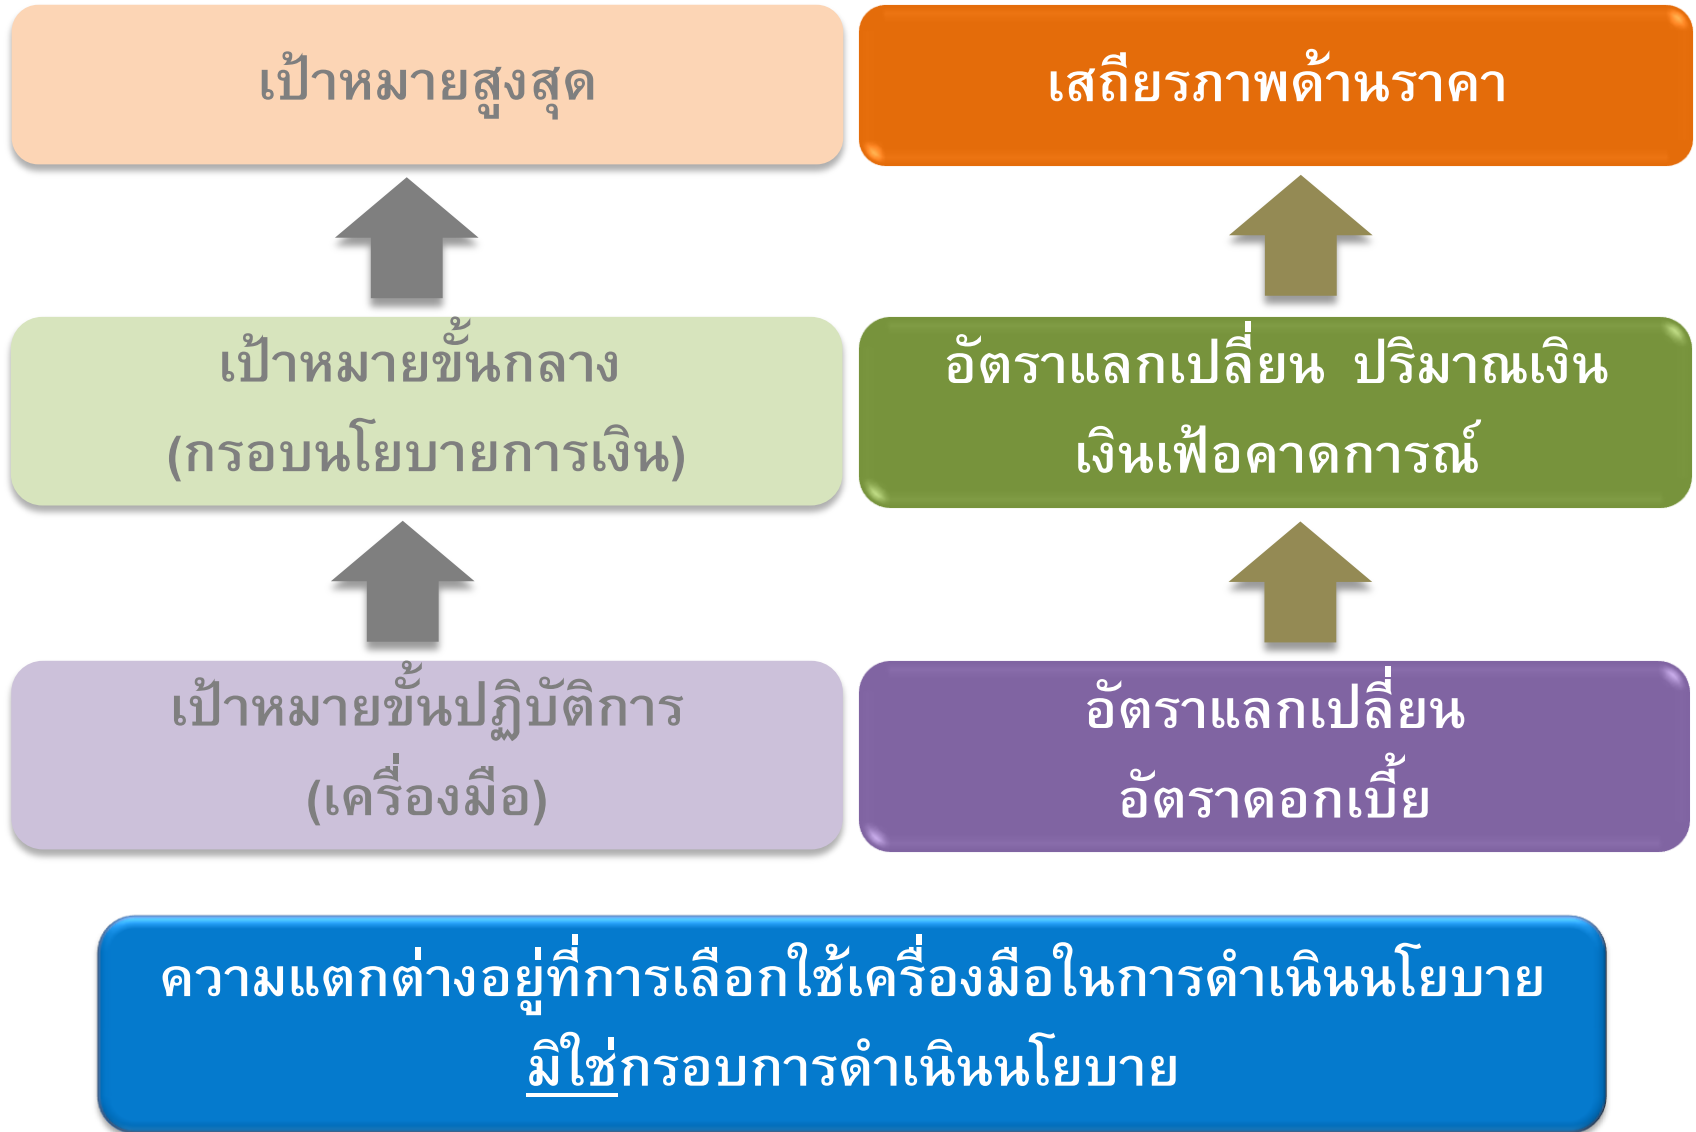 เป้าหมายสูงสุด
เสถียรภาพด้านราคา
เป้าหมายขั้นกลาง
(กรอบนโยบายการเงิน)
อัตราแลกเปลี่ยน ปริมาณเงิน
เงินเฟ้อคาดการณ์
เป้าหมายขั้นปฏิบัติการ
(เครื่องมือ)
อัตราแลกเปลี่ยน
อัตราดอกเบี้ย
ความแตกต่างอยู่ที่การเลือกใช้เครื่องมือในการดำเนินนโยบาย
มิใช่กรอบการดำเนินนโยบาย